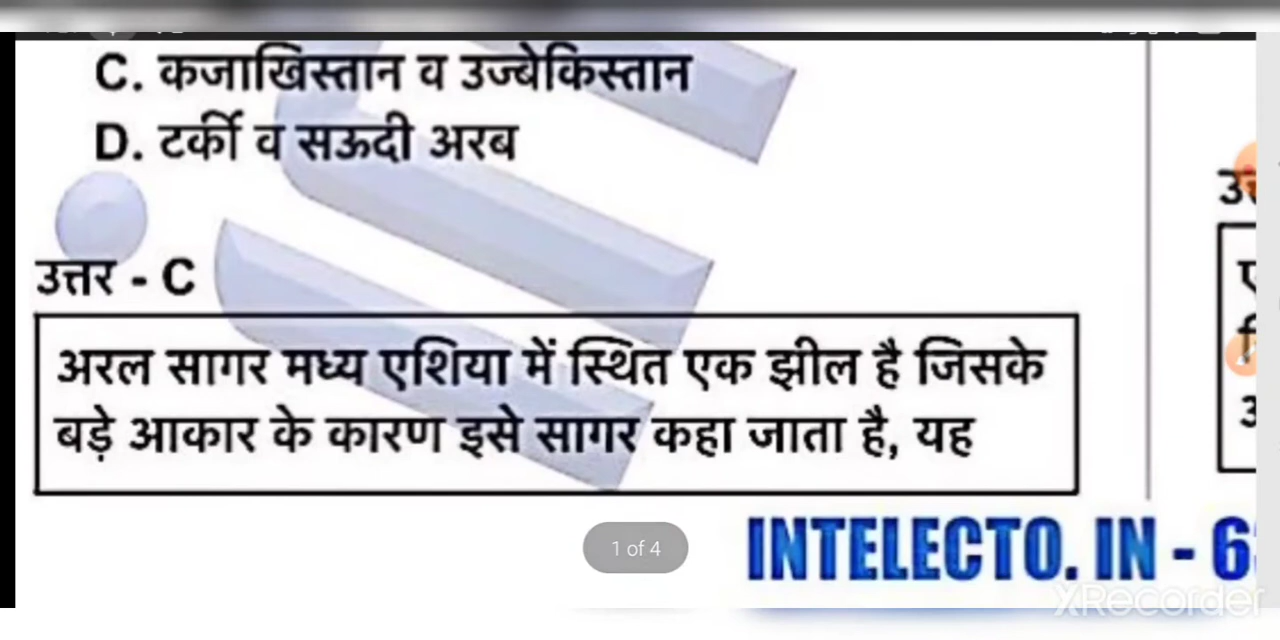 C. कजाखिस्तान व उज्बेकिस्तान
D. टर्की व सऊदी अरब
उत्तर - C
अरल सागर मध्य एशिया में स्थित एक झील है जिसके
बड़े आकार के कारण इसे सागर कहा जाता है, यह
1 of 4
INTELECTO. IN - 6
XRecorder